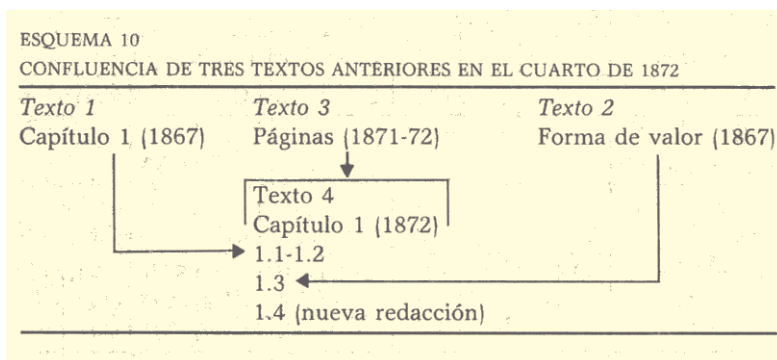 ESQUEMA 10
CONFLUENCIA DE TRES TEXTOS ANTERIORES EN EL CUARTO DE 1872
Texto 1 Texto 3 Texto 2
Capítulo 1 (1867) Páginas (1871-72) Forma de valor (1867)
Texto 4
Capítulo 1 (1872)
1.1-1.2
1.3
1.4 (nueva redacción)